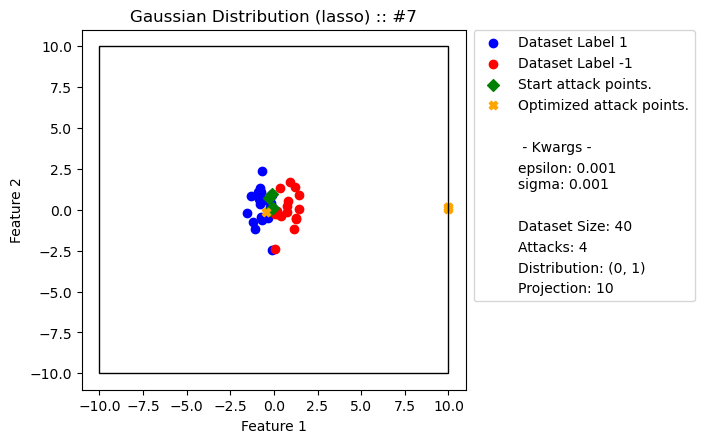 Gaussian Distribution (lasso) :: #7
10.0
7.5
5.0
2.5
0.0
−2.5
−5.0
−7.5
−10.0
Feature 2
−10.0 −7.5 −5.0 −2.5 0.0 2.5 5.0 7.5 10.0
Feature 1
Dataset Label 1
Dataset Label -1
Start attack points.
Optimized attack points.
- Kwargs -
epsilon: 0.001
sigma: 0.001
Dataset Size: 40
Attacks: 4
Distribution: (0, 1)
Projection: 10